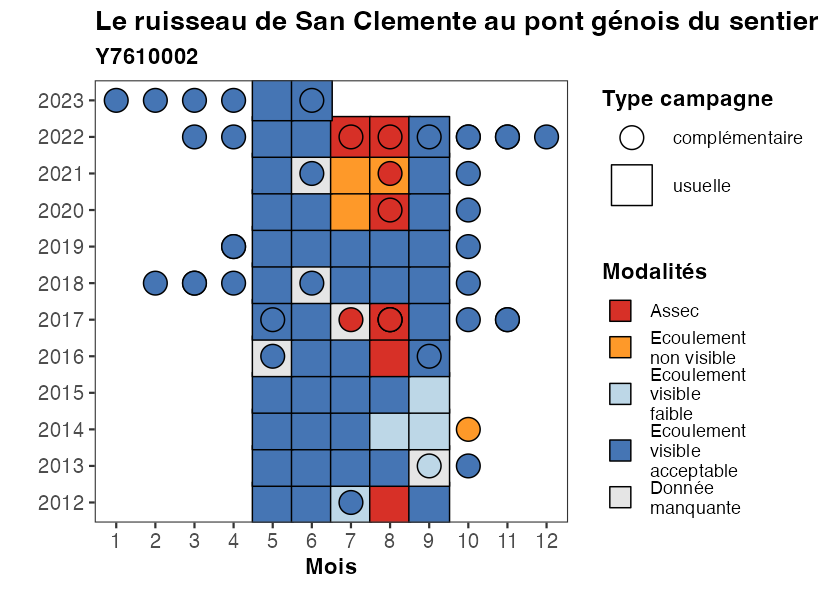 Le ruisseau de San Clemente au pont génois du sentier
Y7610002
2023
2022
2021
2020
2019
2018
2017
2016
2015
2014
2013
2012
1 2 3 4 5 6 7 8 9 10 11 12
Mois
Type campagne
complémentaire
usuelle
Modalités
Assec
Ecoulement
non visible
Ecoulement
visible
faible
Ecoulement
visible
acceptable
Donnée
manquante